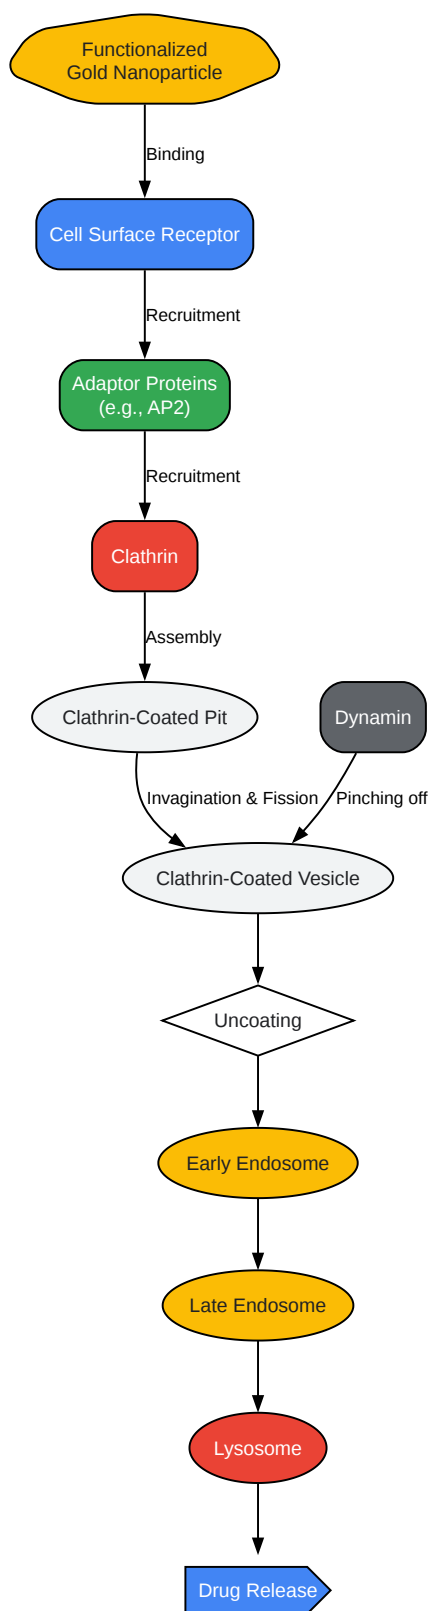 Functionalized
Gold Nanoparticle
Binding
Cell Surface Receptor
Recruitment
Adaptor Proteins
(e.g., AP2)
Recruitment
Clathrin
Assembly
Clathrin-Coated Pit
Dynamin
Invagination & Fission
Pinching off
Clathrin-Coated Vesicle
Uncoating
Early Endosome
Late Endosome
Lysosome
Drug Release